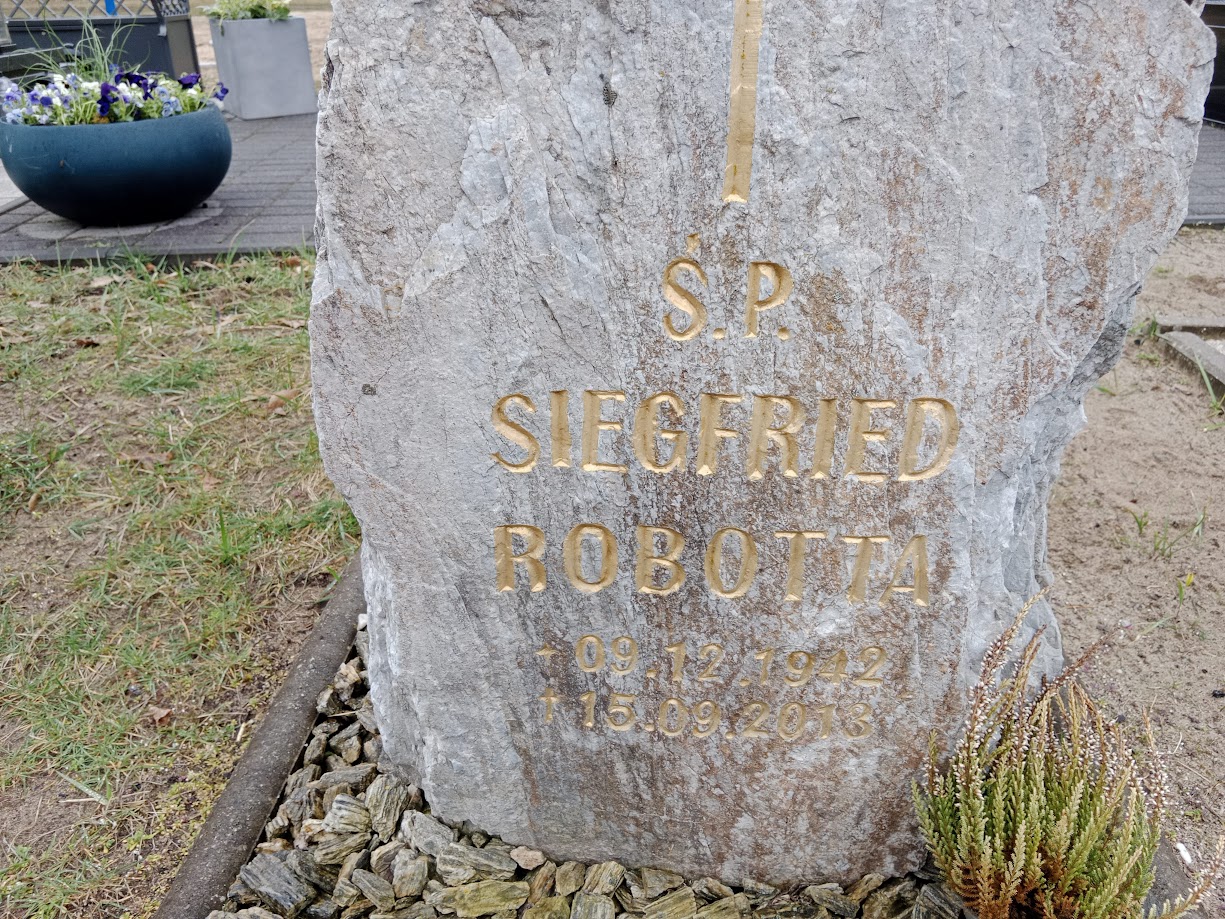 Ś.P.
SIEGFRIED
ROBOTTA
09.12.1942
†15.09.2013